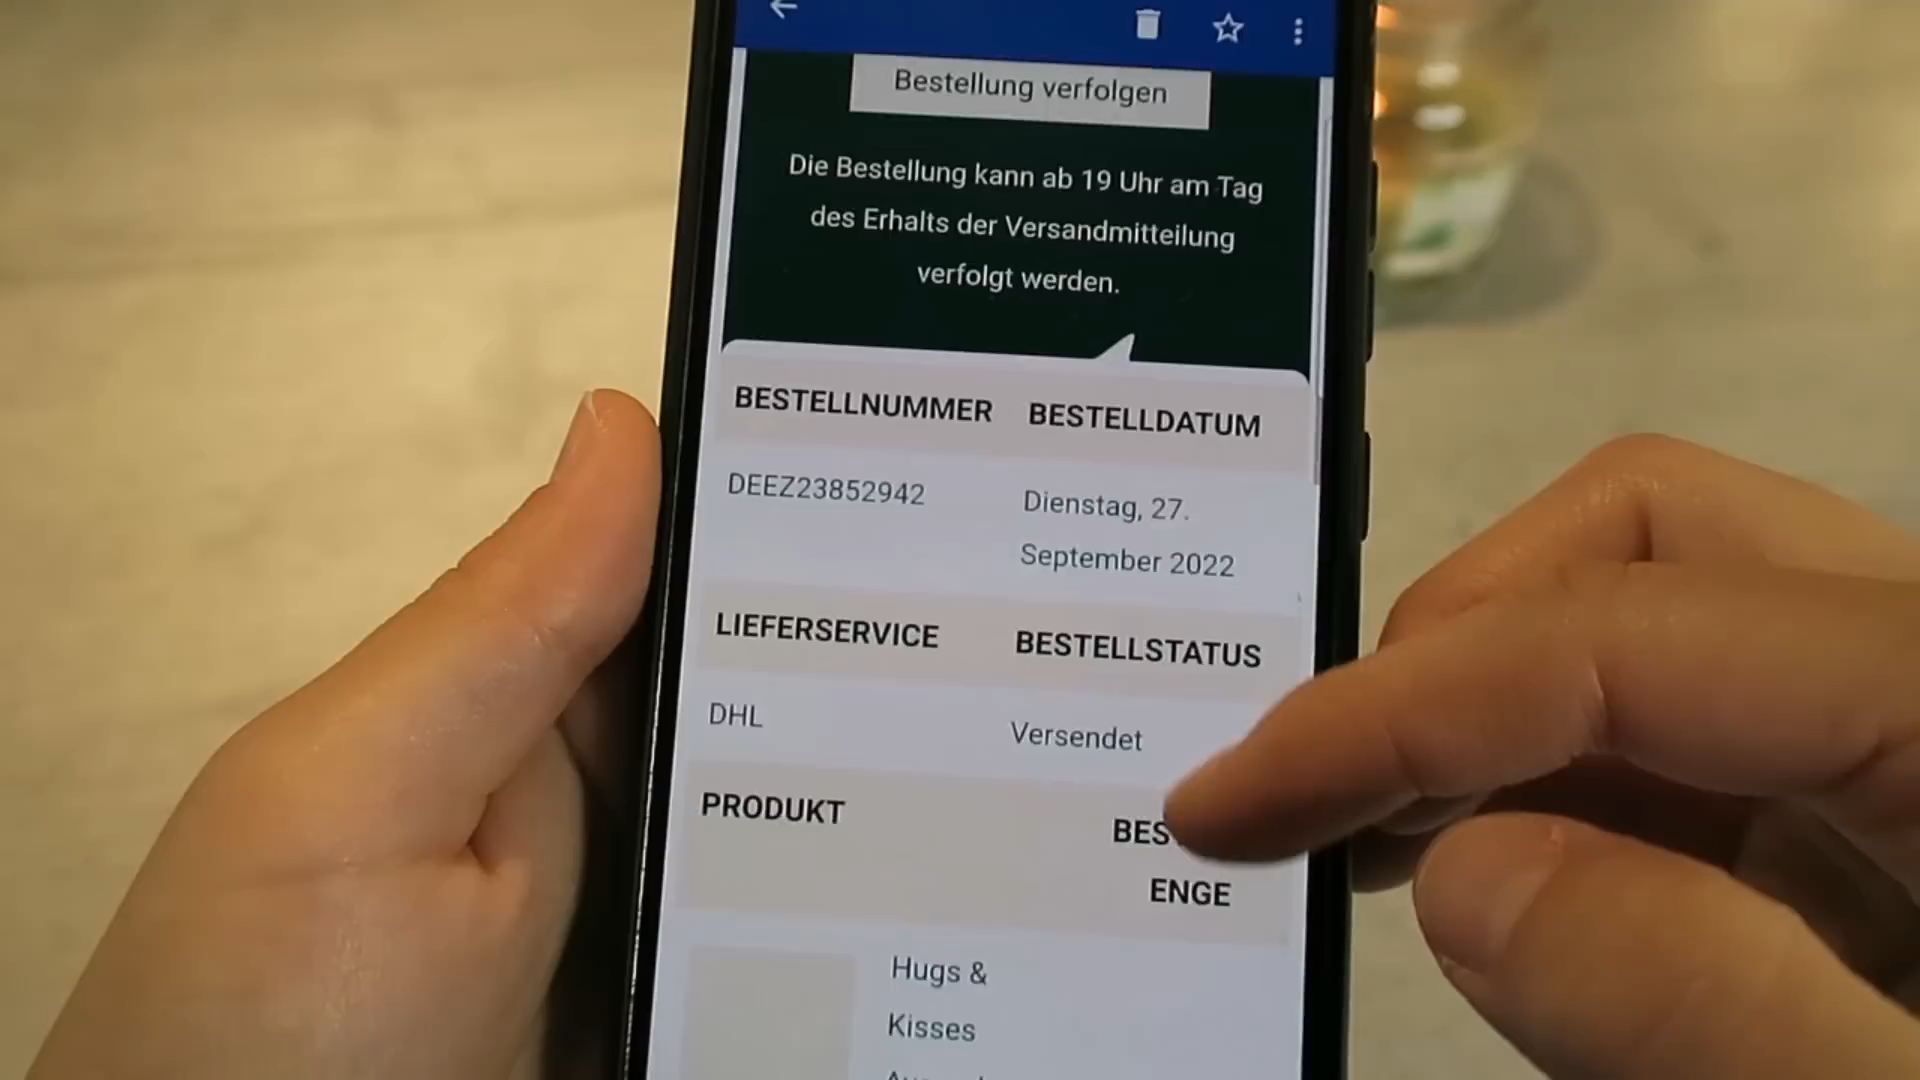 Bestellung verfolgen
Die Bestellung kann ab 19 Uhr am Tag
des Erhalts der Versandmitteilung
verfolgt werden.
BESTELLNUMMER BESTELLDATUM
DEEZ23852942 Dienstag, 27.
September 2022
LIEFERSERVICE BESTELLSTATUS
DHL Versendet
PRODUKT
ENGE
Hugs &
Kisses